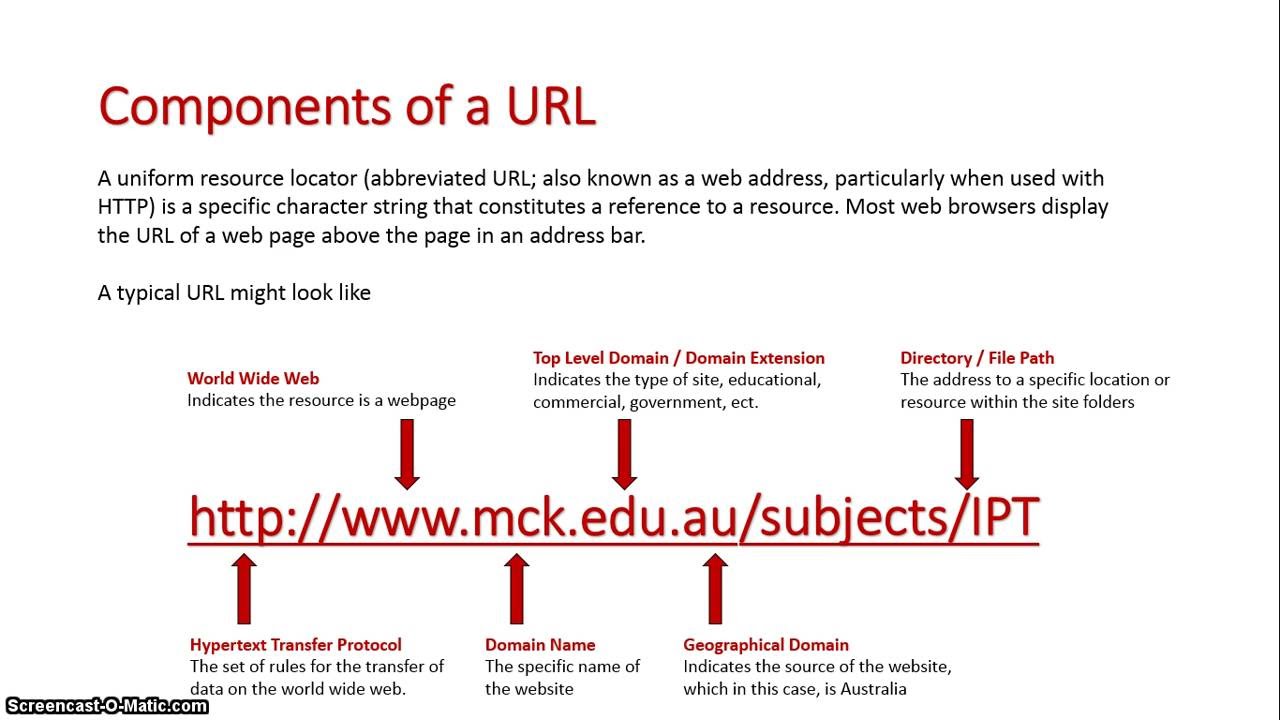 Components of a URL
A uniform resource locator (abbreviated URL; also known as a web address, particularly when used with
HTTP) is a specific character string that constitutes a reference to a resource. Most web browsers display
the URL of a web page above the page in an address bar.
A typical URL might look like
World Wide Web
Indicates the resource is a webpage
Top Level Domain / Domain Extension
Indicates the type of site, educational,
commercial, government, ect.
Directory / File Path
The address to a specific location or
resource within the site folders
http://www.mck.edu.au/subjects/IPT
Hypertext Transfer Protocol
The set of rules for the transfer of
data on the world wide web.
Domain Name
The specific name of
the website
Geographical Domain
Indicates the source of the website,
which in this case, is Australia
Screencast-O-Matic.com